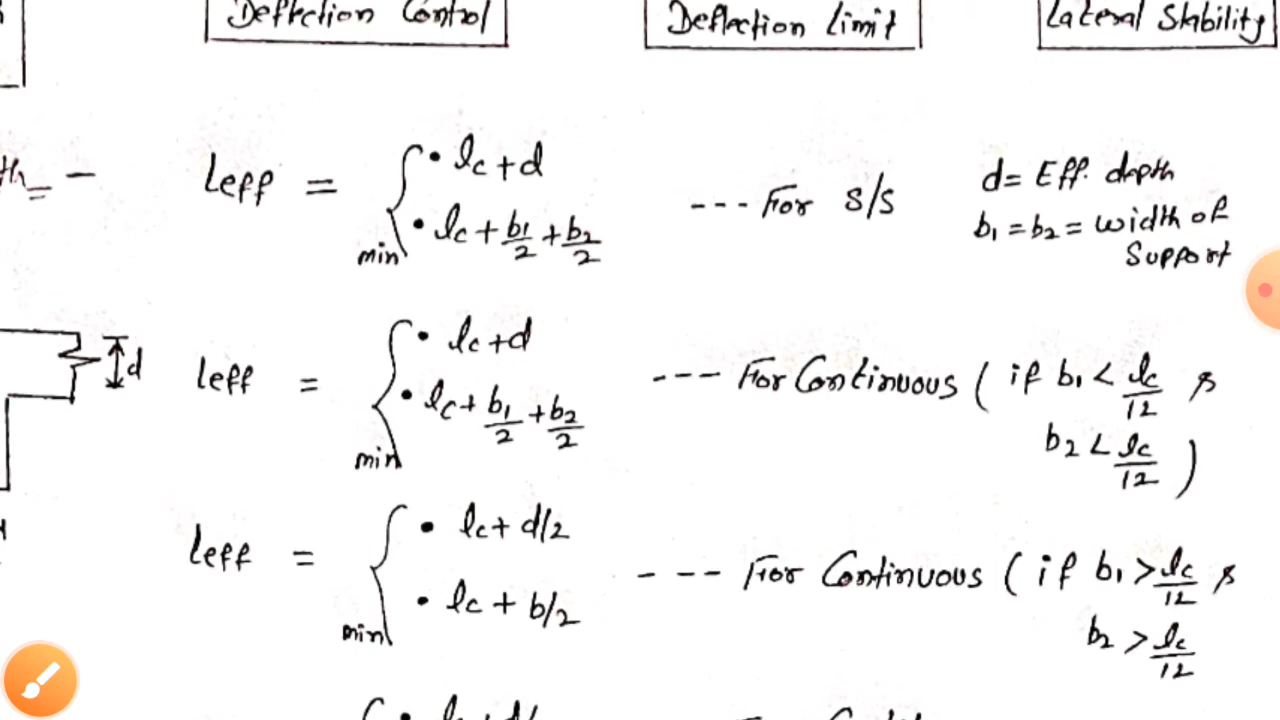 Deflection Control
Deflection Limit
Lateral Stability
leff = min { • lc + d
• lc + b1/2 + b2/2
--- For S/S
d = Eff. depth
b1 = b2 = width of
Support
d
leff = min { • lc + d
• lc + b1/2 + b2/2
--- For Continuous ( if b1 < lc/12 &
b2 < lc/12 )
leff = min { • lc + d/2
• lc + b/2
---- For Continuous ( if b1 > lc/12 &
b2 > lc/12